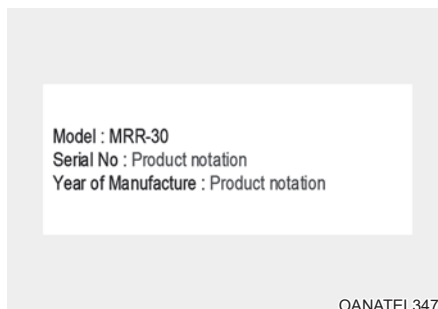 Model : MRR-30
Serial No : Product notation
Year of Manufacture : Product notation
OANATEL347